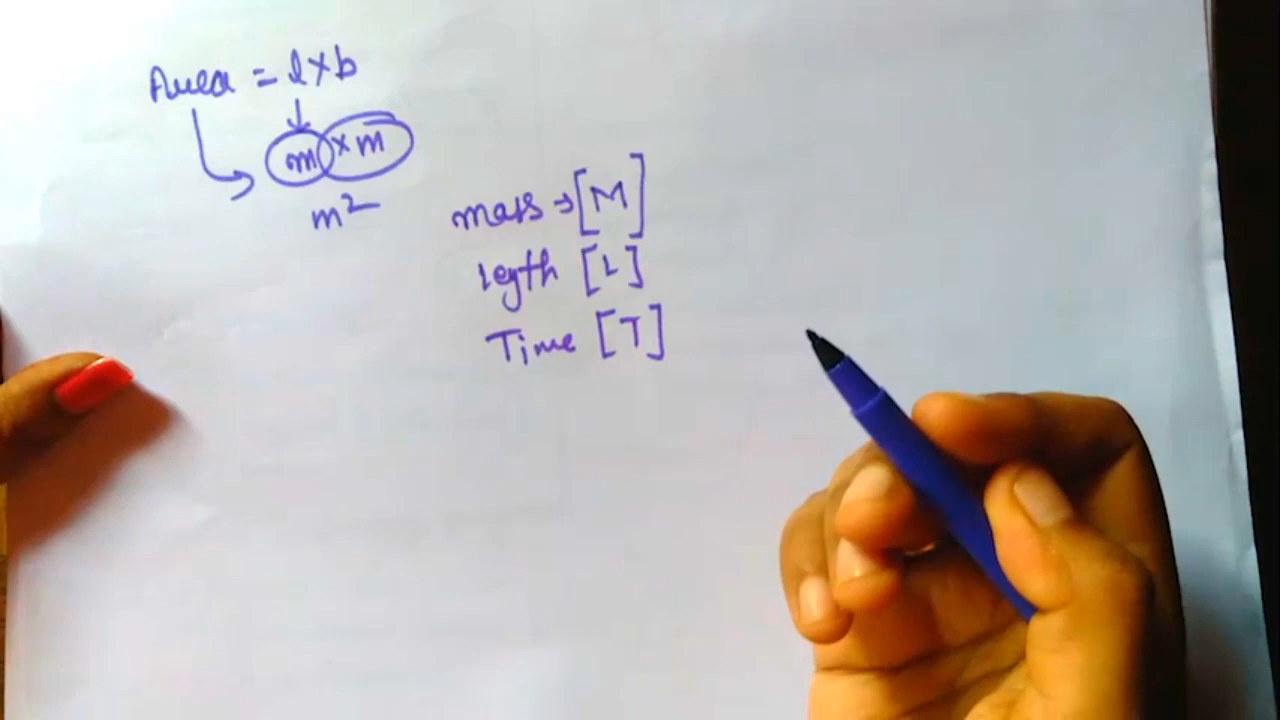 Area = l×b
m × m
m²
mass → [M]
legth [L]
Time [T]